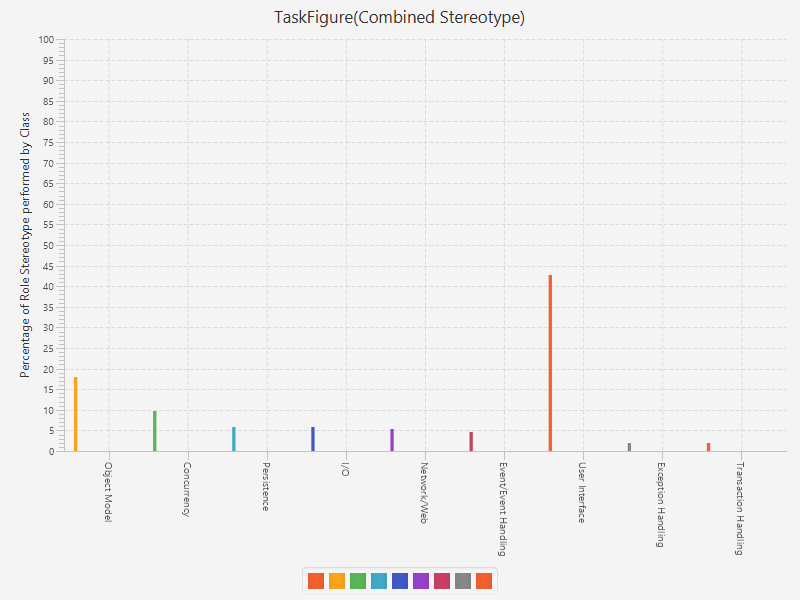 TaskFigure(Combined Stereotype)
Percentage of Role Stereotype performed by Class
100
95
90
85
80
75
70
65
60
55
50
45
40
35
30
25
20
15
10
5
0
Object Model
Concurrency
Persistence
I/O
Network/Web
Event/Event Handling
User Interface
Exception Handling
Transaction Handling